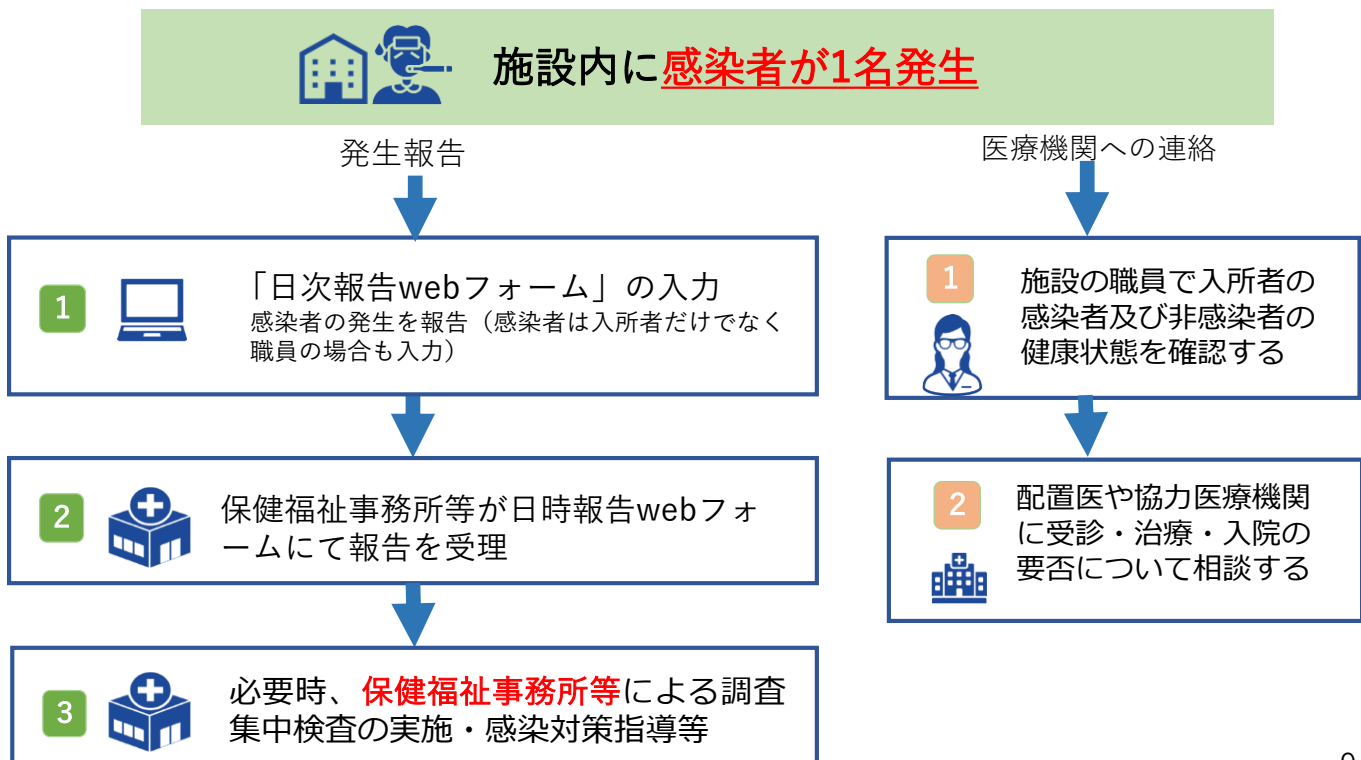 施設内に感染者が1名発生
発生報告
医療機関への連絡
1
「日次報告webフォーム」の入力
感染者の発生を報告（感染者は入所者だけでなく
職員の場合も入力）
2
保健福祉事務所等が日時報告webフォ
ームにて報告を受理
3
必要時、保健福祉事務所等による調査
集中検査の実施・感染対策指導等
1
施設の職員で入所者の
感染者及び非感染者の
健康状態を確認する
2
配置医や協力医療機関
に受診・治療・入院の
要否について相談する